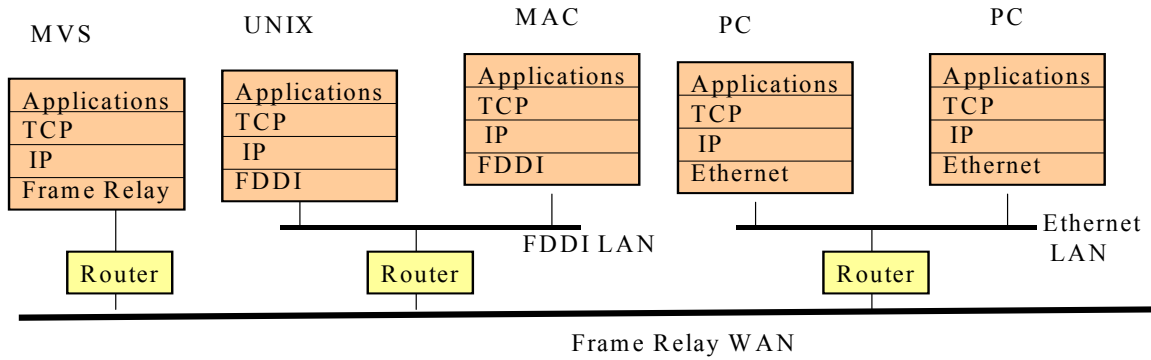 MVS
UNIX
MAC
PC
PC
Applications
TCP
IP
Frame Relay
Applications
TCP
IP
FDDI
Applications
TCP
IP
FDDI
Applications
TCP
IP
Ethernet
Applications
TCP
IP
Ethernet
FDDI LAN
Ethernet
LAN
Router
Router
Router
Frame Relay WAN